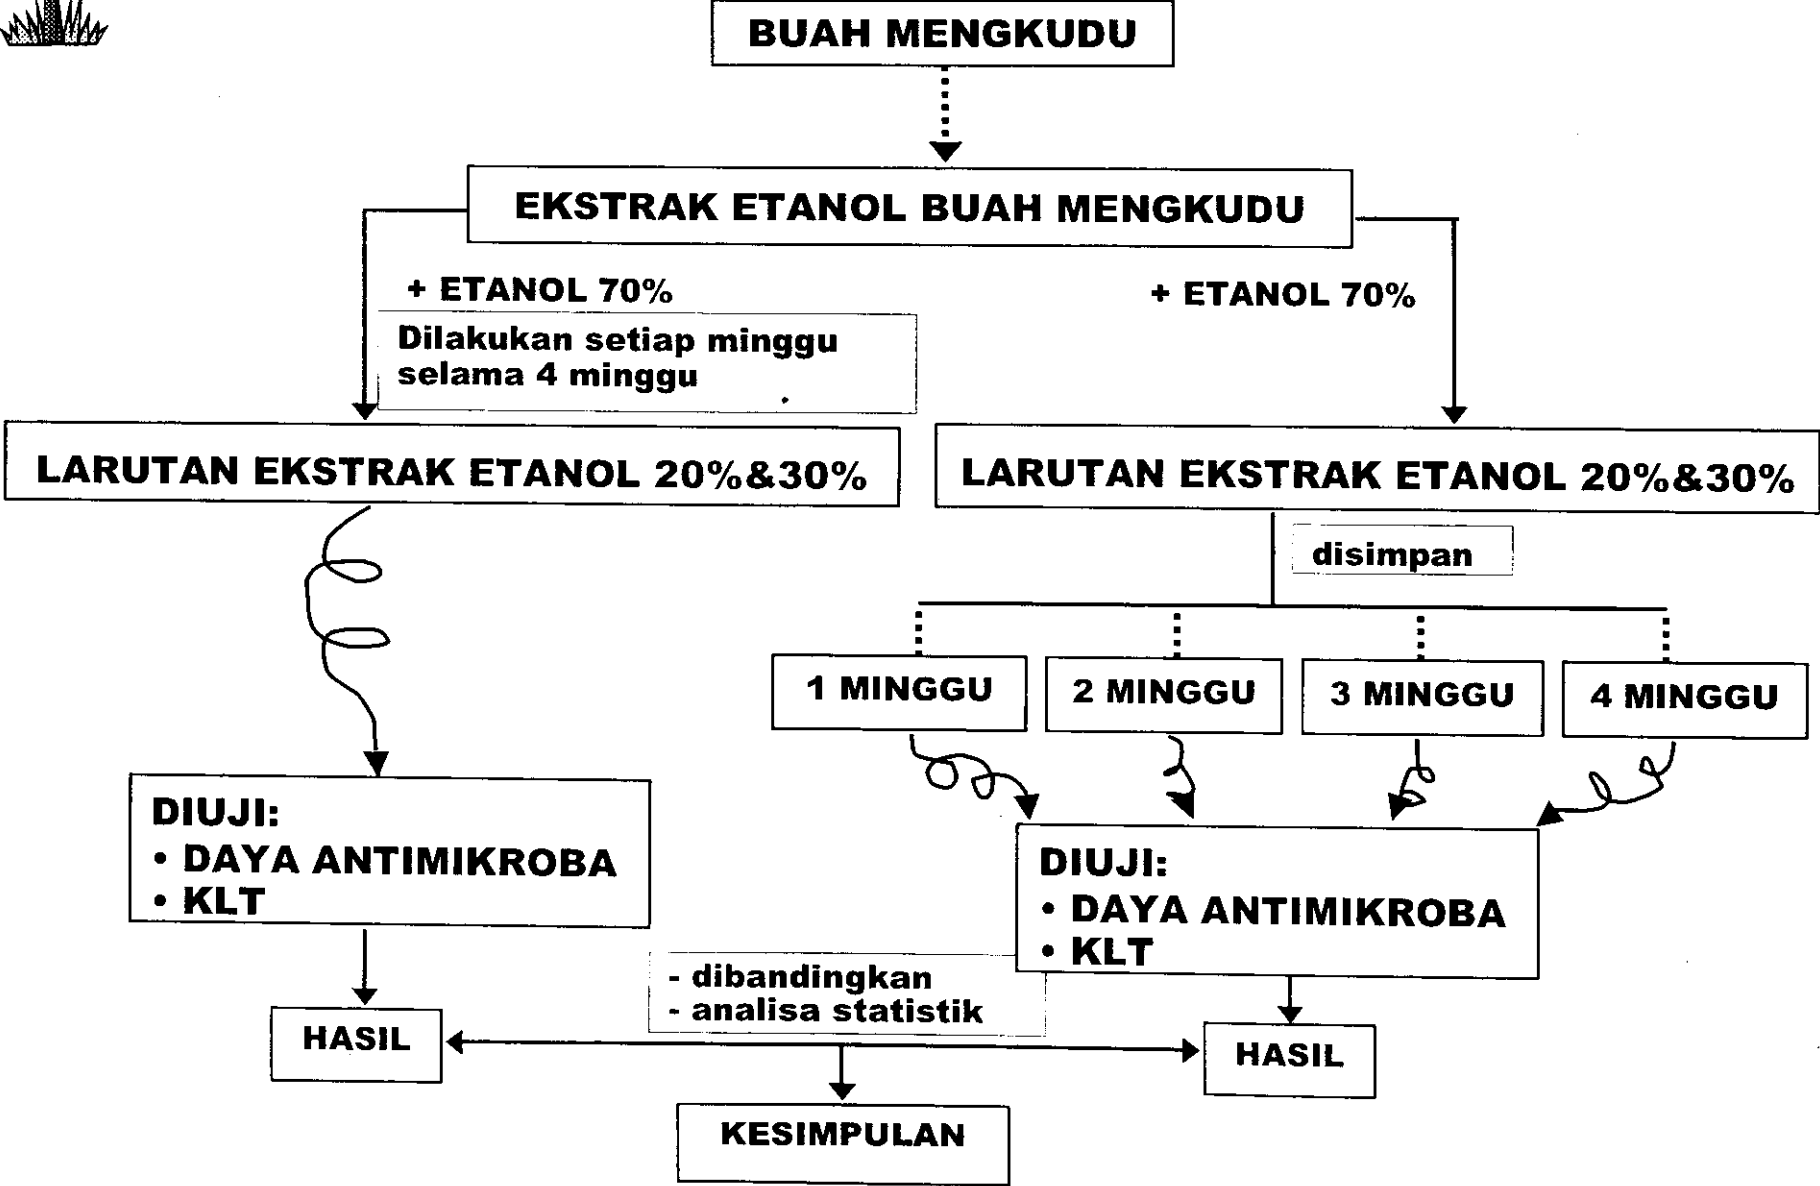 BUAH MENGKUDU
EKSTRAK ETANOL BUAH MENGKUDU
+ ETANOL 70%
+ ETANOL 70%
Dilakukan setiap minggu
selama 4 minggu
LARUTAN EKSTRAK ETANOL 20%&30%
LARUTAN EKSTRAK ETANOL 20%&30%
disimpan
1 MINGGU
2 MINGGU
3 MINGGU
4 MINGGU
DIUJI:
• DAYA ANTIMIKROBA
• KLT
DIUJI:
• DAYA ANTIMIKROBA
• KLT
- dibandingkan
- analisa statistik
HASIL
HASIL
KESIMPULAN